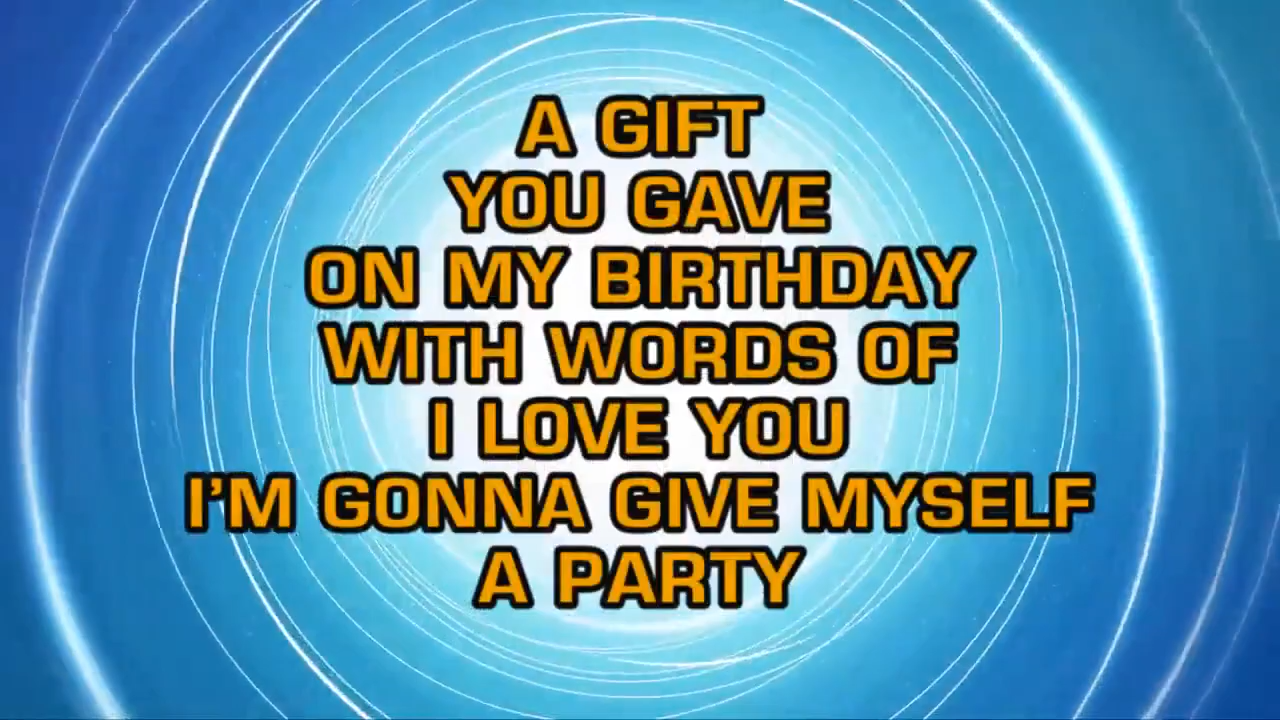 A GIFT
YOU GAVE
ON MY BIRTHDAY
WITH WORDS OF
I LOVE YOU
I'M GONNA GIVE MYSELF
A PARTY